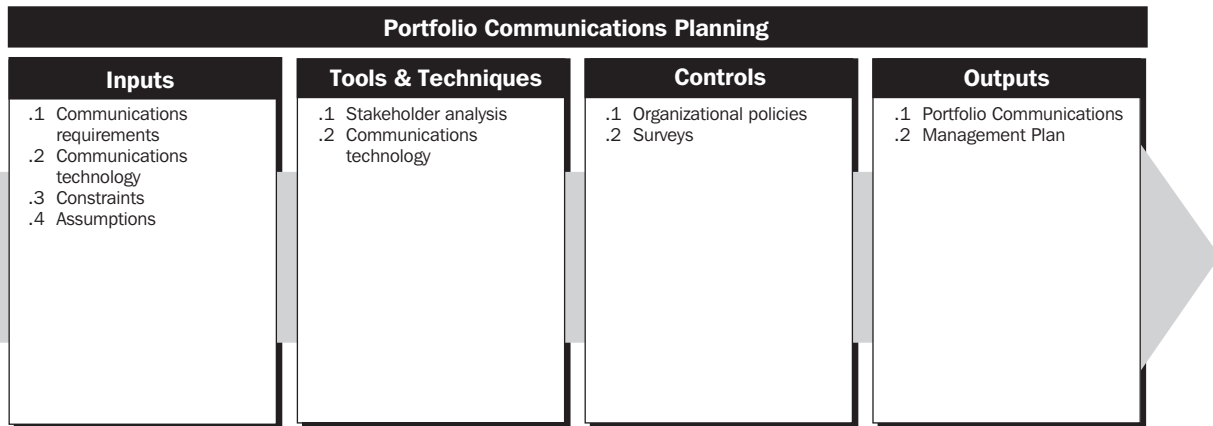 Portfolio Communications Planning
Inputs
.1 Communications
requirements
.2 Communications
technology
.3 Constraints
.4 Assumptions
Tools & Techniques
.1 Stakeholder analysis
.2 Communications
technology
Controls
.1 Organizational policies
.2 Surveys
Outputs
.1 Portfolio Communications
.2 Management Plan